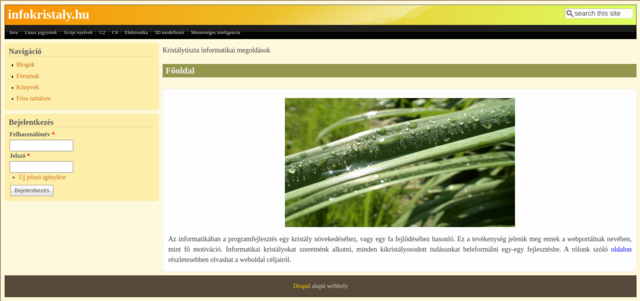 infokristaly.hu
search this site
Java Linux jegyzetek Script nyelvek G2 C# Elektronika 3D modellezés Mesterséges intelligencia
Navigáció
Blogok
Fórumok
Könyvek
Friss tartalom
Bejelentkezés
Felhasználónév *
Jelszó *
Új jelszó igénylése
Bejelentkezés
Kristálytiszta informatikai megoldások
Főoldal
Az informatikában a programfejlesztés egy kristály növekedéséhez, vagy egy fa fejlődéséhez hasonló. Ez a tevékenység jelenik meg ennek a webportálnak nevében,
mint fő motiváció. Informatikai kristályokat szeretnénk alkotni, minden kikristályosodott tudásunkat beleformálni egy-egy fejlesztésbe. A rólunk szóló oldalon
részletesebben olvashat a weboldal céljairól.
Drupal alapú webhely